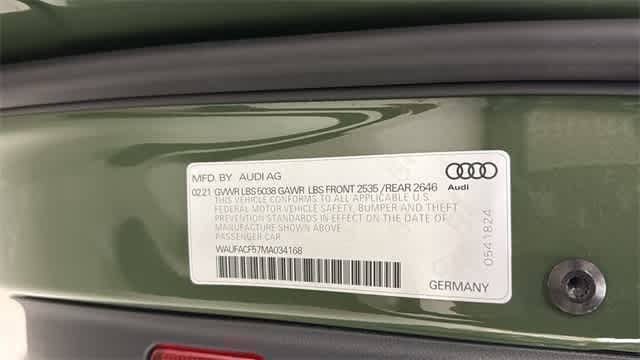 MFD. BY AUDI AG
02.21 GVWR LBS 5038 GAWR LBS FRONT 2535 /REAR 2646
THIS VEHICLE CONFORMS TO ALL APPLICABLE U.S.
FEDERAL MOTOR VEHICLE SAFETY, BUMPER AND THEFT
PREVENTION STANDARDS IN EFFECT ON THE DATE OF
MANUFACTURE SHOWN ABOVE.
PASSENGER CAR
WAUFACF57MA034168
Audi
0541824
GERMANY